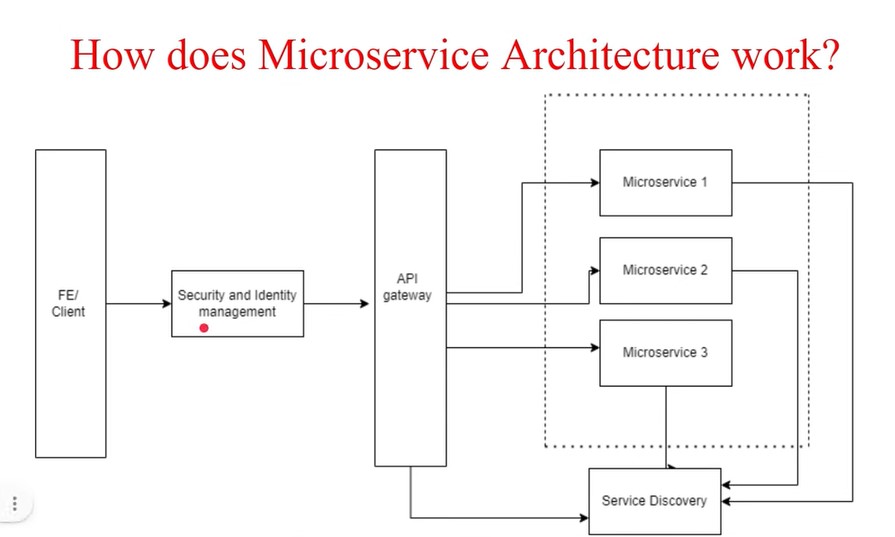 How does Microservice Architecture work?
FE/
Client
Security and Identity
management
API
gateway
Microservice 1
Microservice 2
Microservice 3
Service Discovery